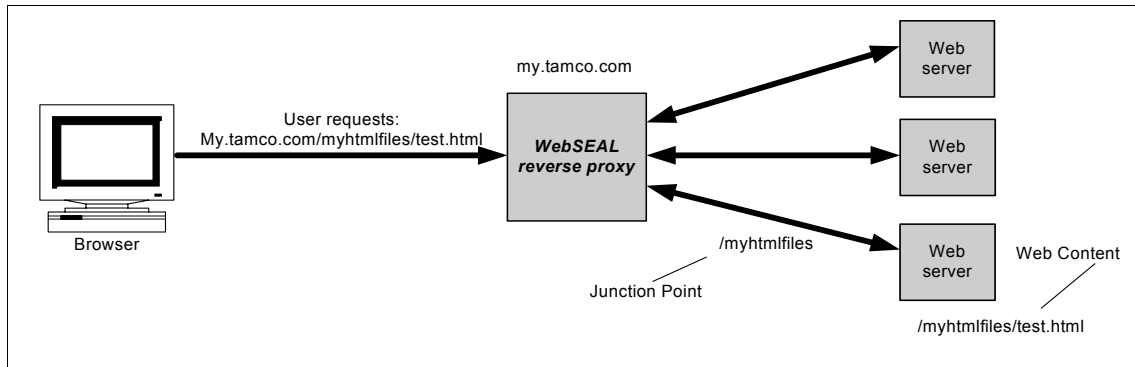 User requests:
My.tamco.com/myhtmlfiles/test.html
Browser
my.tamco.com
WebSEAL
reverse proxy
Web
server
Web
server
Web
server
/myhtmlfiles
Junction Point
Web Content
/myhtmlfiles/test.html